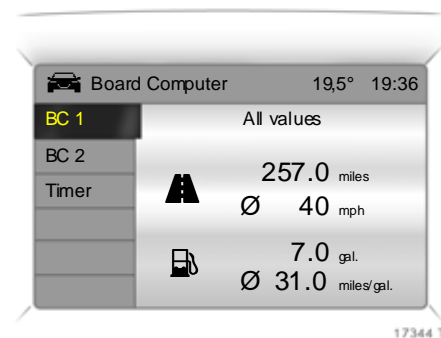 Board Computer 19,5° 19:36
BC 1
All values
BC 2
Timer
257.0 miles
Ø 40 mph
7.0 gal.
Ø 31.0 miles/gal.
17344 T